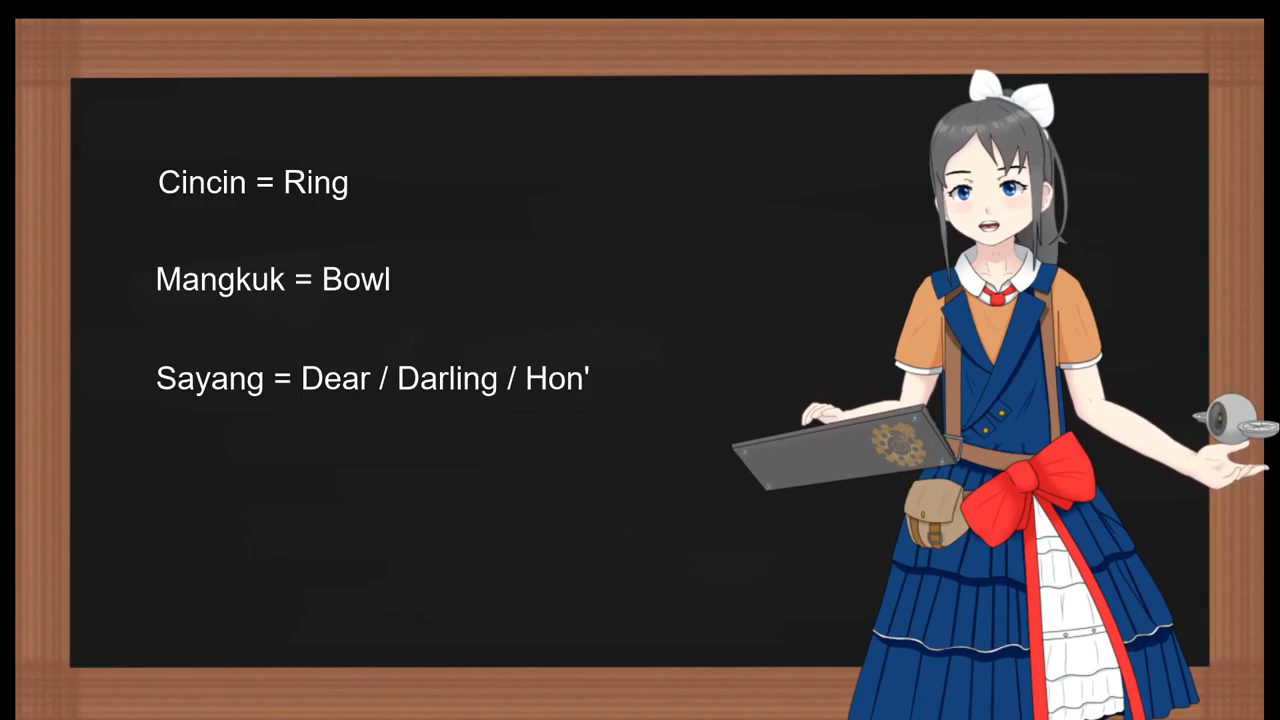 Cincin = Ring
Mangkuk = Bowl
Sayang = Dear / Darling / Hon'